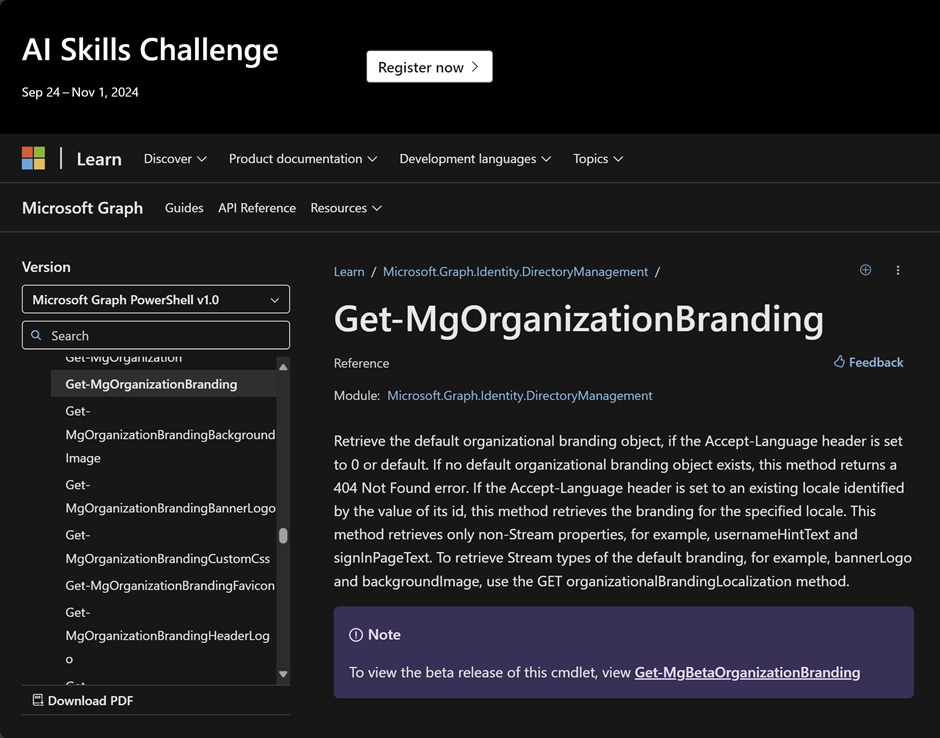 AI Skills Challenge
Sep 24 – Nov 1, 2024
Register now
Learn
Discover
Product documentation
Development languages
Topics
Microsoft Graph
Guides
API Reference
Resources
Version
Microsoft Graph PowerShell v1.0
Search
Get-MgOrganization
Get-MgOrganizationBranding
Get-
MgOrganizationBrandingBackground
Image
Get-
MgOrganizationBrandingBannerLogo
Get-
MgOrganizationBrandingCustomCss
Get-MgOrganizationBrandingFavicon
Get-
MgOrganizationBrandingHeaderLog
o
Get-
Download PDF
Learn / Microsoft.Graph.Identity.DirectoryManagement /
Get-MgOrganizationBranding
Reference
Feedback
Module: Microsoft.Graph.Identity.DirectoryManagement
Retrieve the default organizational branding object, if the Accept-Language header is set
to 0 or default. If no default organizational branding object exists, this method returns a
404 Not Found error. If the Accept-Language header is set to an existing locale identified
by the value of its id, this method retrieves the branding for the specified locale. This
method retrieves only non-Stream properties, for example, usernameHintText and
signInPageText. To retrieve Stream types of the default branding, for example, bannerLogo
and backgroundImage, use the GET organizationalBrandingLocalization method.
Note
To view the beta release of this cmdlet, view Get-MgBetaOrganizationBranding